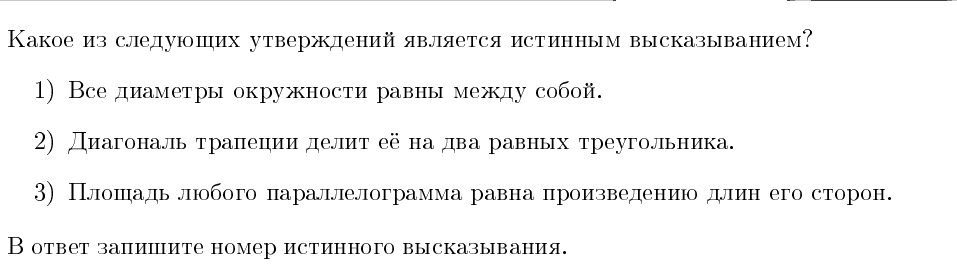 Какое из следующих утверждений является истинным высказыванием?
1) Все диаметры окружности равны между собой.
2) Диагональ трапеции делит её на два равных треугольника.
3) Площадь любого параллелограмма равна произведению длин его сторон.
В ответ запишите номер истинного высказывания.